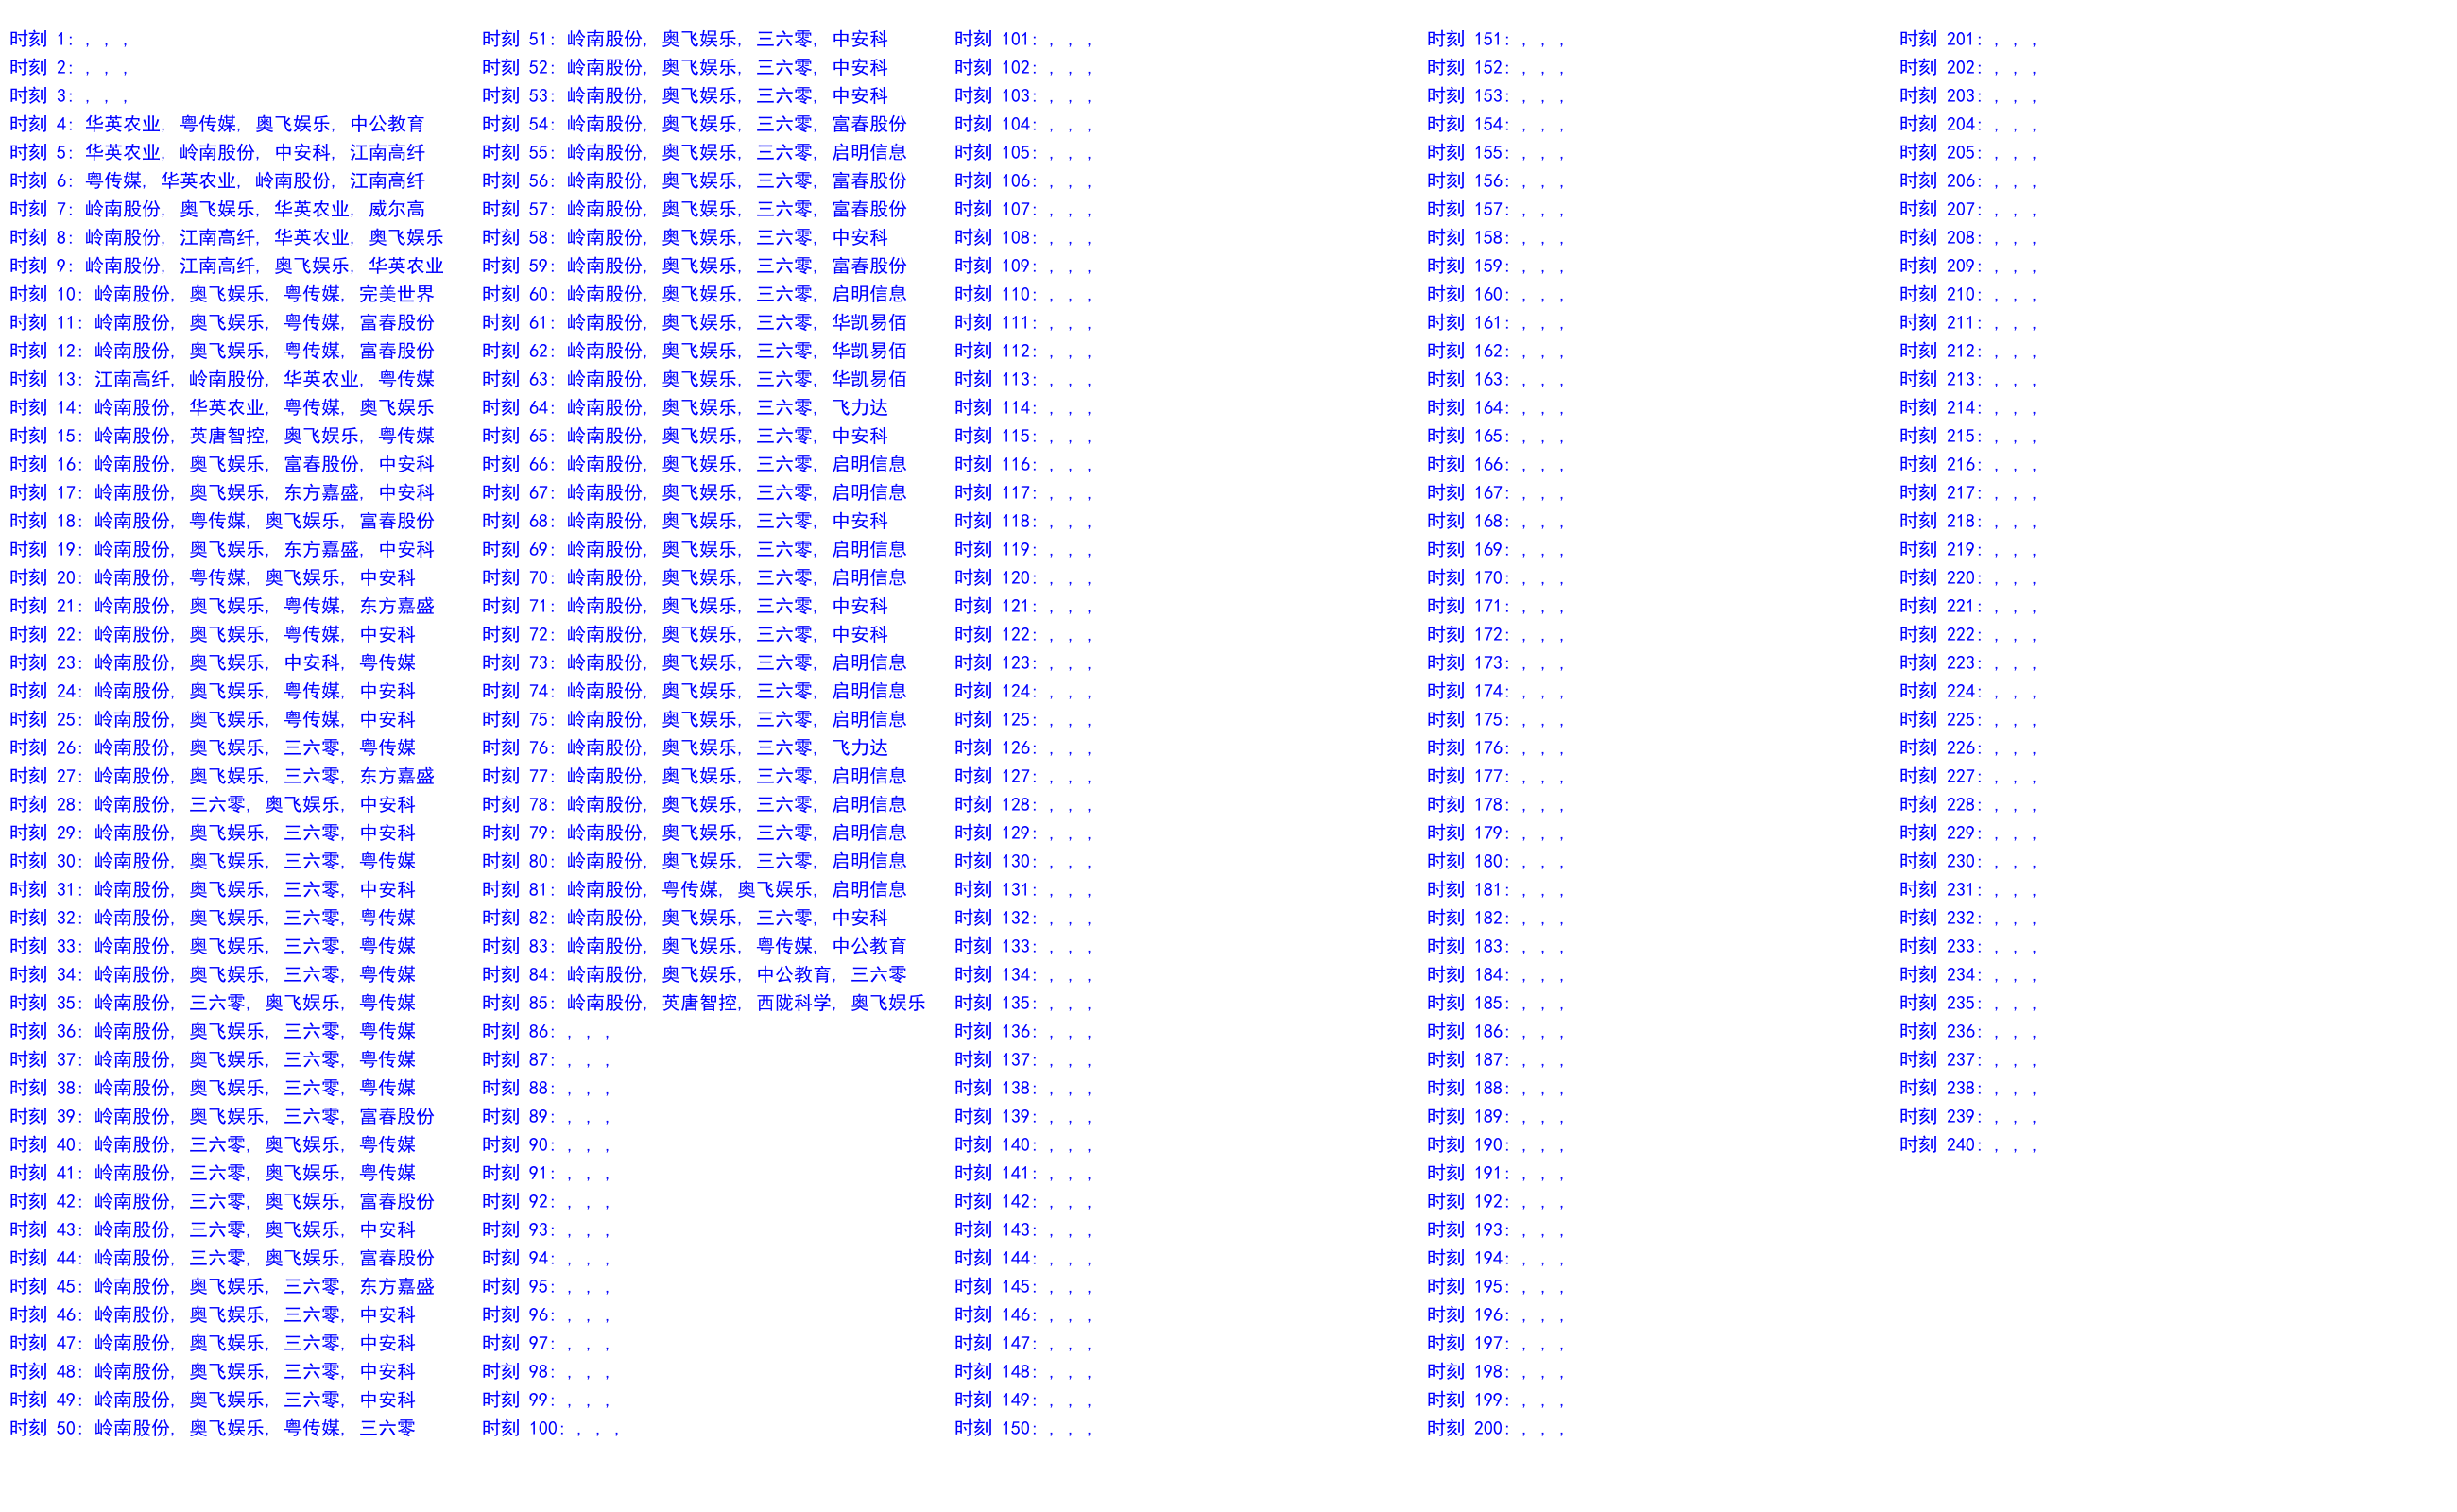 时刻 1: , , ,
时刻 2: , , ,
时刻 3: , , ,
时刻 4: 华英农业, 粤传媒, 奥飞娱乐, 中公教育
时刻 5: 华英农业, 岭南股份, 中安科, 江南高纤
时刻 6: 粤传媒, 华英农业, 岭南股份, 江南高纤
时刻 7: 岭南股份, 奥飞娱乐, 华英农业, 威尔高
时刻 8: 岭南股份, 江南高纤, 华英农业, 奥飞娱乐
时刻 9: 岭南股份, 江南高纤, 奥飞娱乐, 华英农业
时刻 10: 岭南股份, 奥飞娱乐, 粤传媒, 完美世界
时刻 11: 岭南股份, 奥飞娱乐, 粤传媒, 富春股份
时刻 12: 岭南股份, 奥飞娱乐, 粤传媒, 富春股份
时刻 13: 江南高纤, 岭南股份, 华英农业, 粤传媒
时刻 14: 岭南股份, 华英农业, 粤传媒, 奥飞娱乐
时刻 15: 岭南股份, 英唐智控, 奥飞娱乐, 粤传媒
时刻 16: 岭南股份, 奥飞娱乐, 富春股份, 中安科
时刻 17: 岭南股份, 奥飞娱乐, 东方嘉盛, 中安科
时刻 18: 岭南股份, 粤传媒, 奥飞娱乐, 富春股份
时刻 19: 岭南股份, 奥飞娱乐, 东方嘉盛, 中安科
时刻 20: 岭南股份, 粤传媒, 奥飞娱乐, 中安科
时刻 21: 岭南股份, 奥飞娱乐, 粤传媒, 东方嘉盛
时刻 22: 岭南股份, 奥飞娱乐, 粤传媒, 中安科
时刻 23: 岭南股份, 奥飞娱乐, 中安科, 粤传媒
时刻 24: 岭南股份, 奥飞娱乐, 粤传媒, 中安科
时刻 25: 岭南股份, 奥飞娱乐, 粤传媒, 中安科
时刻 26: 岭南股份, 奥飞娱乐, 三六零, 粤传媒
时刻 27: 岭南股份, 奥飞娱乐, 三六零, 东方嘉盛
时刻 28: 岭南股份, 三六零, 奥飞娱乐, 中安科
时刻 29: 岭南股份, 奥飞娱乐, 三六零, 中安科
时刻 30: 岭南股份, 奥飞娱乐, 三六零, 粤传媒
时刻 31: 岭南股份, 奥飞娱乐, 三六零, 中安科
时刻 32: 岭南股份, 奥飞娱乐, 三六零, 粤传媒
时刻 33: 岭南股份, 奥飞娱乐, 三六零, 粤传媒
时刻 34: 岭南股份, 奥飞娱乐, 三六零, 粤传媒
时刻 35: 岭南股份, 三六零, 奥飞娱乐, 粤传媒
时刻 36: 岭南股份, 奥飞娱乐, 三六零, 粤传媒
时刻 37: 岭南股份, 奥飞娱乐, 三六零, 粤传媒
时刻 38: 岭南股份, 奥飞娱乐, 三六零, 粤传媒
时刻 39: 岭南股份, 奥飞娱乐, 三六零, 富春股份
时刻 40: 岭南股份, 三六零, 奥飞娱乐, 粤传媒
时刻 41: 岭南股份, 三六零, 奥飞娱乐, 粤传媒
时刻 42: 岭南股份, 三六零, 奥飞娱乐, 富春股份
时刻 43: 岭南股份, 三六零, 奥飞娱乐, 中安科
时刻 44: 岭南股份, 三六零, 奥飞娱乐, 富春股份
时刻 45: 岭南股份, 奥飞娱乐, 三六零, 东方嘉盛
时刻 46: 岭南股份, 奥飞娱乐, 三六零, 中安科
时刻 47: 岭南股份, 奥飞娱乐, 三六零, 中安科
时刻 48: 岭南股份, 奥飞娱乐, 三六零, 中安科
时刻 49: 岭南股份, 奥飞娱乐, 三六零, 中安科
时刻 50: 岭南股份, 奥飞娱乐, 粤传媒, 三六零
时刻 51: 岭南股份, 奥飞娱乐, 三六零, 中安科
时刻 52: 岭南股份, 奥飞娱乐, 三六零, 中安科
时刻 53: 岭南股份, 奥飞娱乐, 三六零, 中安科
时刻 54: 岭南股份, 奥飞娱乐, 三六零, 富春股份
时刻 55: 岭南股份, 奥飞娱乐, 三六零, 启明信息
时刻 56: 岭南股份, 奥飞娱乐, 三六零, 富春股份
时刻 57: 岭南股份, 奥飞娱乐, 三六零, 富春股份
时刻 58: 岭南股份, 奥飞娱乐, 三六零, 中安科
时刻 59: 岭南股份, 奥飞娱乐, 三六零, 富春股份
时刻 60: 岭南股份, 奥飞娱乐, 三六零, 启明信息
时刻 61: 岭南股份, 奥飞娱乐, 三六零, 华凯易佰
时刻 62: 岭南股份, 奥飞娱乐, 三六零, 华凯易佰
时刻 63: 岭南股份, 奥飞娱乐, 三六零, 华凯易佰
时刻 64: 岭南股份, 奥飞娱乐, 三六零, 飞力达
时刻 65: 岭南股份, 奥飞娱乐, 三六零, 中安科
时刻 66: 岭南股份, 奥飞娱乐, 三六零, 启明信息
时刻 67: 岭南股份, 奥飞娱乐, 三六零, 启明信息
时刻 68: 岭南股份, 奥飞娱乐, 三六零, 中安科
时刻 69: 岭南股份, 奥飞娱乐, 三六零, 启明信息
时刻 70: 岭南股份, 奥飞娱乐, 三六零, 启明信息
时刻 71: 岭南股份, 奥飞娱乐, 三六零, 中安科
时刻 72: 岭南股份, 奥飞娱乐, 三六零, 中安科
时刻 73: 岭南股份, 奥飞娱乐, 三六零, 启明信息
时刻 74: 岭南股份, 奥飞娱乐, 三六零, 启明信息
时刻 75: 岭南股份, 奥飞娱乐, 三六零, 启明信息
时刻 76: 岭南股份, 奥飞娱乐, 三六零, 飞力达
时刻 77: 岭南股份, 奥飞娱乐, 三六零, 启明信息
时刻 78: 岭南股份, 奥飞娱乐, 三六零, 启明信息
时刻 79: 岭南股份, 奥飞娱乐, 三六零, 启明信息
时刻 80: 岭南股份, 奥飞娱乐, 三六零, 启明信息
时刻 81: 岭南股份, 粤传媒, 奥飞娱乐, 启明信息
时刻 82: 岭南股份, 奥飞娱乐, 三六零, 中安科
时刻 83: 岭南股份, 奥飞娱乐, 粤传媒, 中公教育
时刻 84: 岭南股份, 奥飞娱乐, 中公教育, 三六零
时刻 85: 岭南股份, 英唐智控, 西陇科学, 奥飞娱乐
时刻 86: , , ,
时刻 87: , , ,
时刻 88: , , ,
时刻 89: , , ,
时刻 90: , , ,
时刻 91: , , ,
时刻 92: , , ,
时刻 93: , , ,
时刻 94: , , ,
时刻 95: , , ,
时刻 96: , , ,
时刻 97: , , ,
时刻 98: , , ,
时刻 99: , , ,
时刻 100: , , ,
时刻 101: , , ,
时刻 102: , , ,
时刻 103: , , ,
时刻 104: , , ,
时刻 105: , , ,
时刻 106: , , ,
时刻 107: , , ,
时刻 108: , , ,
时刻 109: , , ,
时刻 110: , , ,
时刻 111: , , ,
时刻 112: , , ,
时刻 113: , , ,
时刻 114: , , ,
时刻 115: , , ,
时刻 116: , , ,
时刻 117: , , ,
时刻 118: , , ,
时刻 119: , , ,
时刻 120: , , ,
时刻 121: , , ,
时刻 122: , , ,
时刻 123: , , ,
时刻 124: , , ,
时刻 125: , , ,
时刻 126: , , ,
时刻 127: , , ,
时刻 128: , , ,
时刻 129: , , ,
时刻 130: , , ,
时刻 131: , , ,
时刻 132: , , ,
时刻 133: , , ,
时刻 134: , , ,
时刻 135: , , ,
时刻 136: , , ,
时刻 137: , , ,
时刻 138: , , ,
时刻 139: , , ,
时刻 140: , , ,
时刻 141: , , ,
时刻 142: , , ,
时刻 143: , , ,
时刻 144: , , ,
时刻 145: , , ,
时刻 146: , , ,
时刻 147: , , ,
时刻 148: , , ,
时刻 149: , , ,
时刻 150: , , ,
时刻 151: , , ,
时刻 152: , , ,
时刻 153: , , ,
时刻 154: , , ,
时刻 155: , , ,
时刻 156: , , ,
时刻 157: , , ,
时刻 158: , , ,
时刻 159: , , ,
时刻 160: , , ,
时刻 161: , , ,
时刻 162: , , ,
时刻 163: , , ,
时刻 164: , , ,
时刻 165: , , ,
时刻 166: , , ,
时刻 167: , , ,
时刻 168: , , ,
时刻 169: , , ,
时刻 170: , , ,
时刻 171: , , ,
时刻 172: , , ,
时刻 173: , , ,
时刻 174: , , ,
时刻 175: , , ,
时刻 176: , , ,
时刻 177: , , ,
时刻 178: , , ,
时刻 179: , , ,
时刻 180: , , ,
时刻 181: , , ,
时刻 182: , , ,
时刻 183: , , ,
时刻 184: , , ,
时刻 185: , , ,
时刻 186: , , ,
时刻 187: , , ,
时刻 188: , , ,
时刻 189: , , ,
时刻 190: , , ,
时刻 191: , , ,
时刻 192: , , ,
时刻 193: , , ,
时刻 194: , , ,
时刻 195: , , ,
时刻 196: , , ,
时刻 197: , , ,
时刻 198: , , ,
时刻 199: , , ,
时刻 200: , , ,
时刻 201: , , ,
时刻 202: , , ,
时刻 203: , , ,
时刻 204: , , ,
时刻 205: , , ,
时刻 206: , , ,
时刻 207: , , ,
时刻 208: , , ,
时刻 209: , , ,
时刻 210: , , ,
时刻 211: , , ,
时刻 212: , , ,
时刻 213: , , ,
时刻 214: , , ,
时刻 215: , , ,
时刻 216: , , ,
时刻 217: , , ,
时刻 218: , , ,
时刻 219: , , ,
时刻 220: , , ,
时刻 221: , , ,
时刻 222: , , ,
时刻 223: , , ,
时刻 224: , , ,
时刻 225: , , ,
时刻 226: , , ,
时刻 227: , , ,
时刻 228: , , ,
时刻 229: , , ,
时刻 230: , , ,
时刻 231: , , ,
时刻 232: , , ,
时刻 233: , , ,
时刻 234: , , ,
时刻 235: , , ,
时刻 236: , , ,
时刻 237: , , ,
时刻 238: , , ,
时刻 239: , , ,
时刻 240: , , ,